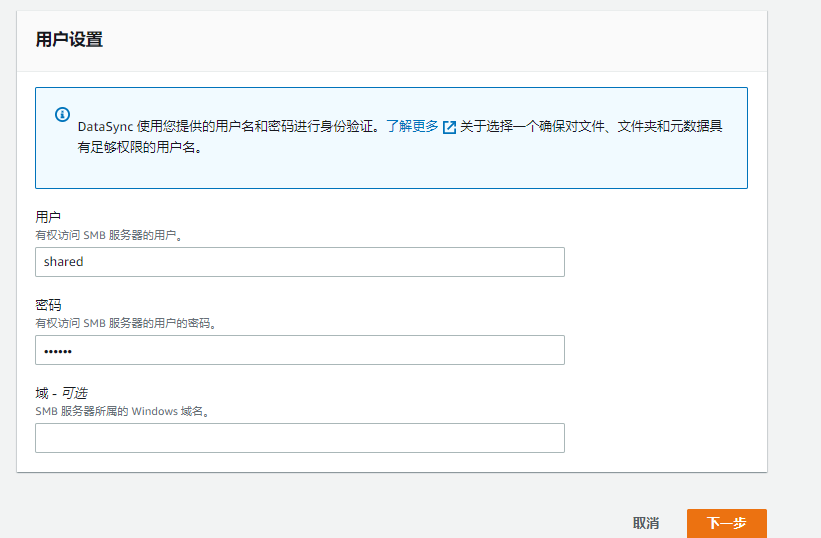 用户设置
DataSync 使用您提供的用户名和密码进行身份验证。了解更多 关于选择一个确保对文件、文件夹和元数据具
有足够权限的用户名。
用户
有权访问 SMB 服务器的用户。
shared
密码
有权访问 SMB 服务器的用户的密码。
••••••
域 - 可选
SMB 服务器所属的 Windows 域名。
取消 下一步